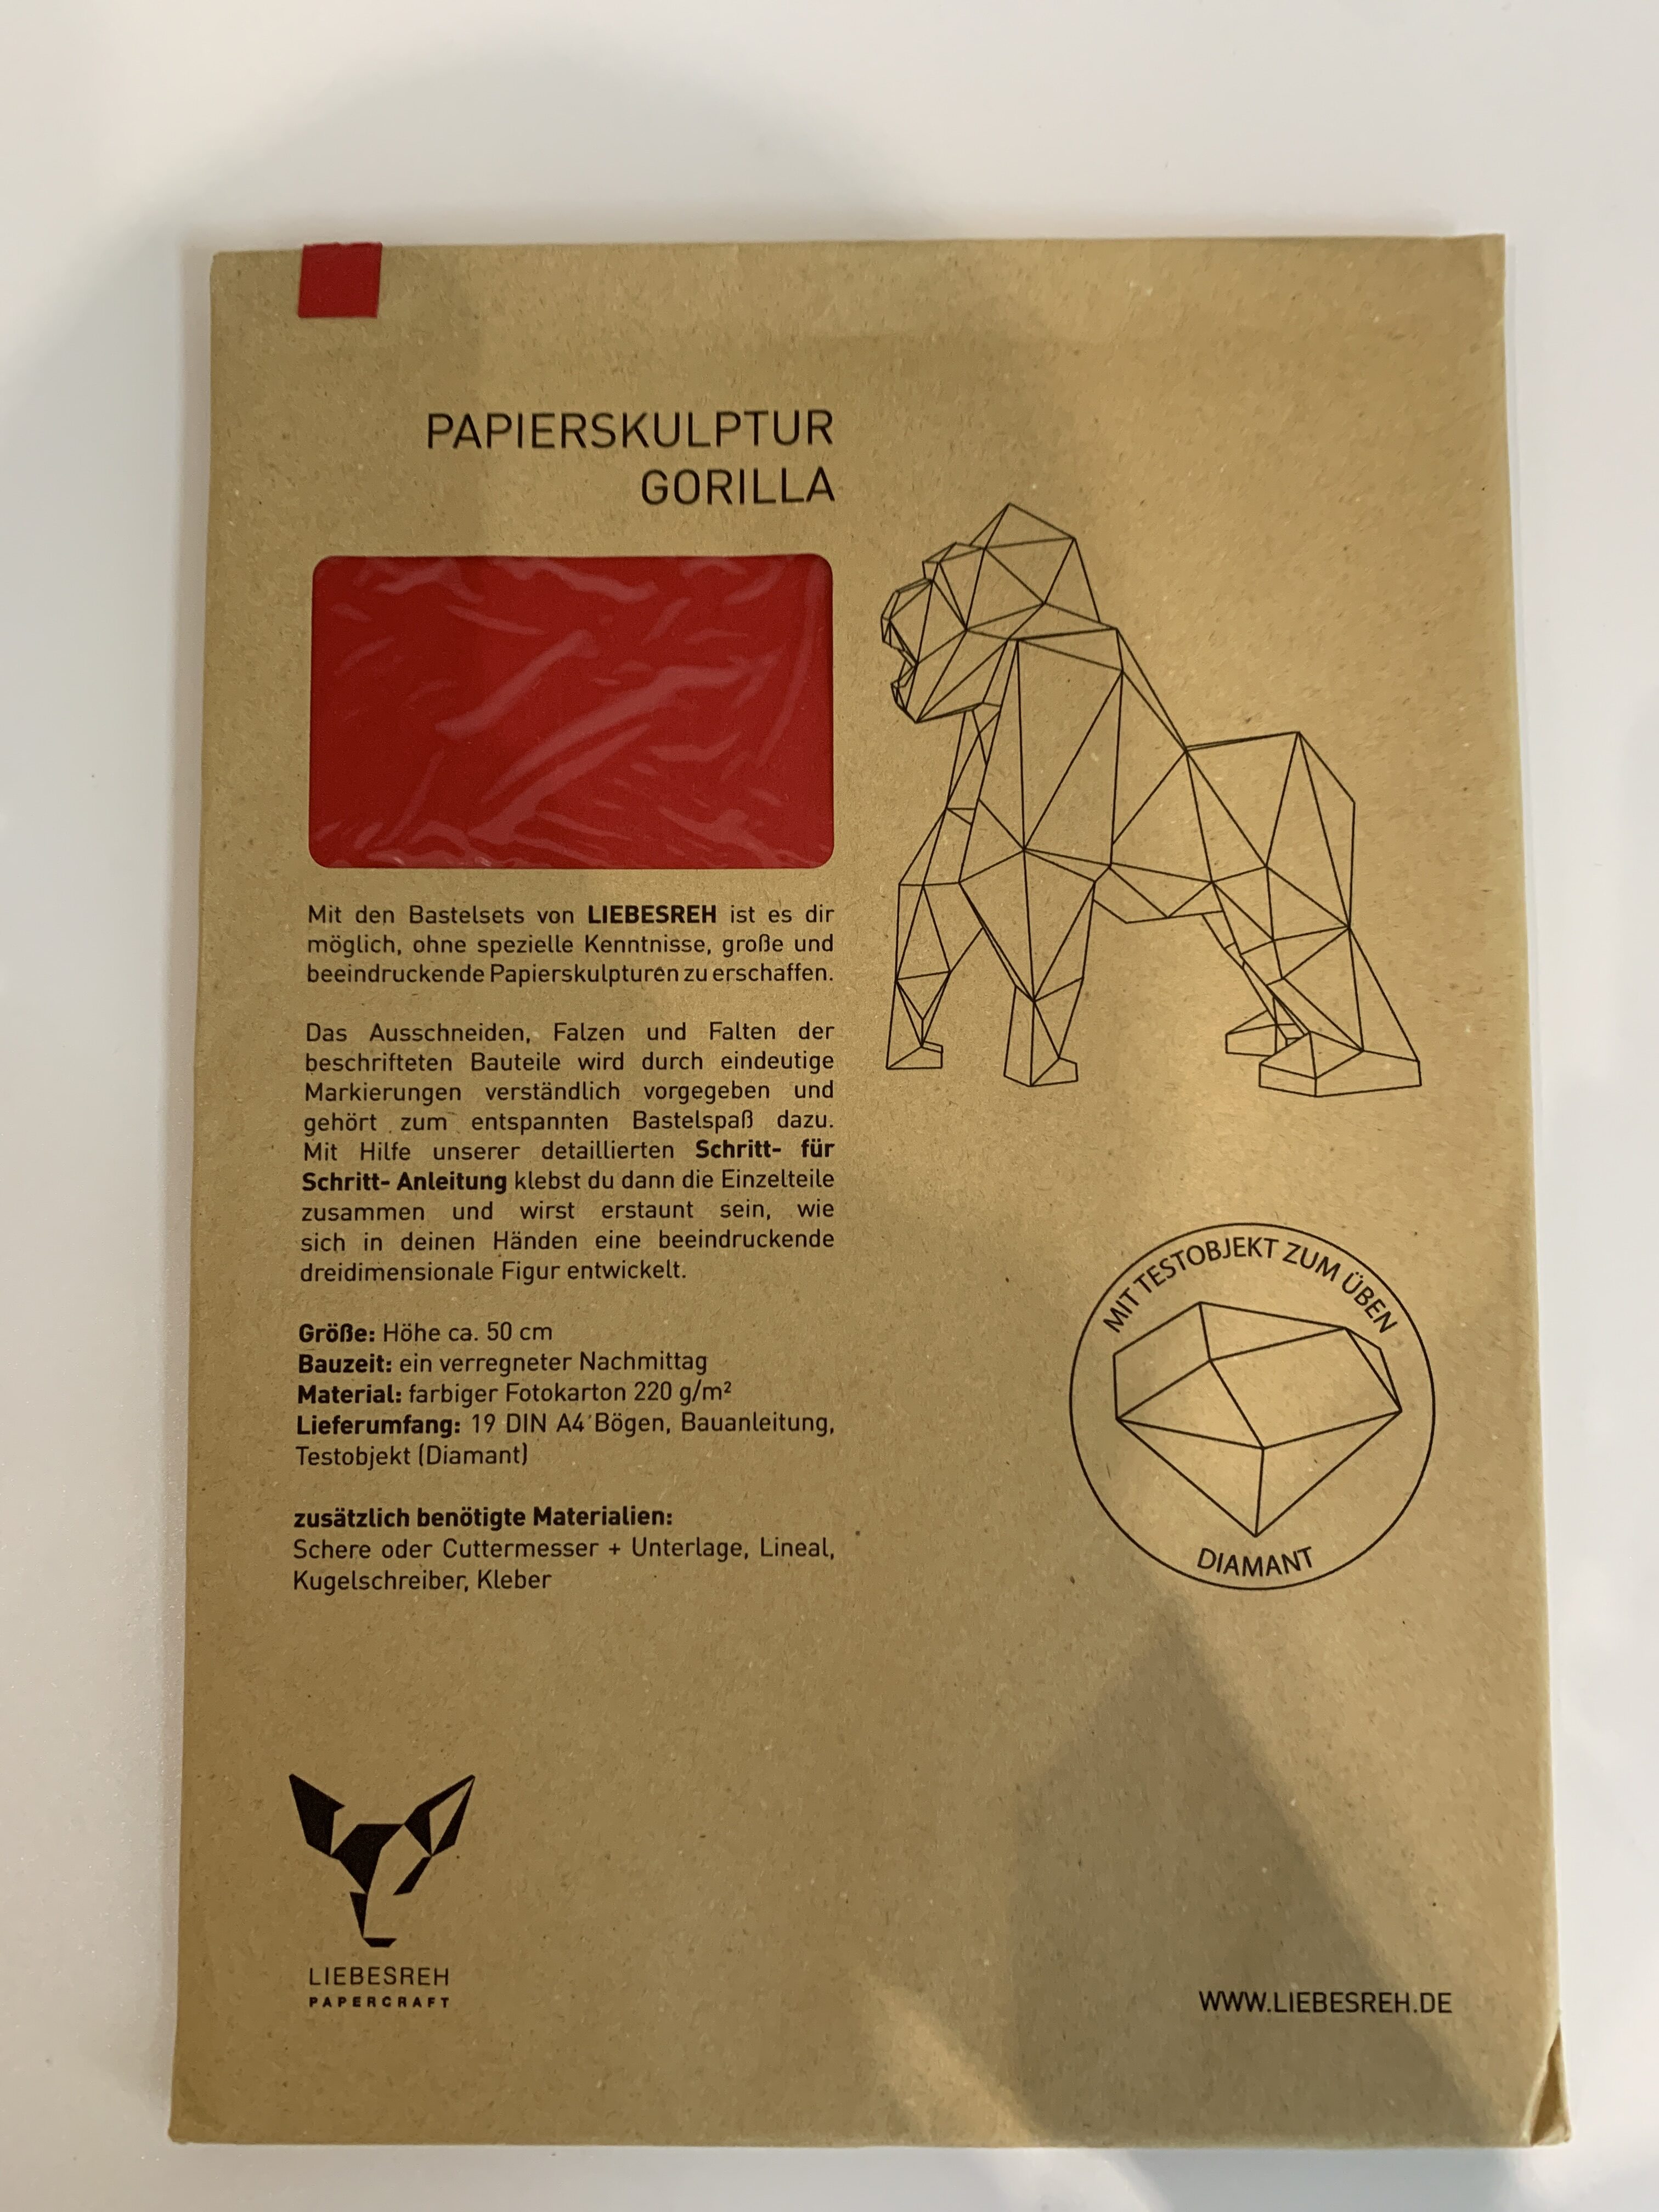 PAPIERSKULPTUR
GORILLA
Mit den Bastelsets von LIEBESREH ist es dir
möglich, ohne spezielle Kenntnisse, große und
beeindruckende Papierskulpturen zu erschaffen.
Das Ausschneiden, Falzen und Falten der
beschrifteten Bauteile wird durch eindeutige
Markierungen verständlich vorgegeben und
gehört zum entspannten Bastelspaß dazu.
Mit Hilfe unserer detaillierten Schritt- für
Schritt- Anleitung klebst du dann die Einzelteile
zusammen und wirst erstaunt sein, wie
sich in deinen Händen eine beeindruckende
dreidimensionale Figur entwickelt.
Größe: Höhe ca. 50 cm
Bauzeit: ein verregneter Nachmittag
Material: farbiger Fotokarton 220 g/m²
Lieferumfang: 19 DIN A4 Bögen, Bauanleitung,
Testobjekt (Diamant)
zusätzlich benötigte Materialien:
Schere oder Cuttermesser + Unterlage, Lineal,
Kugelschreiber, Kleber
MIT TESTOBJEKT ZUM ÜBEN
DIAMANT
LIEBESREH
PAPERCRAFT
WWW.LIEBESREH.DE